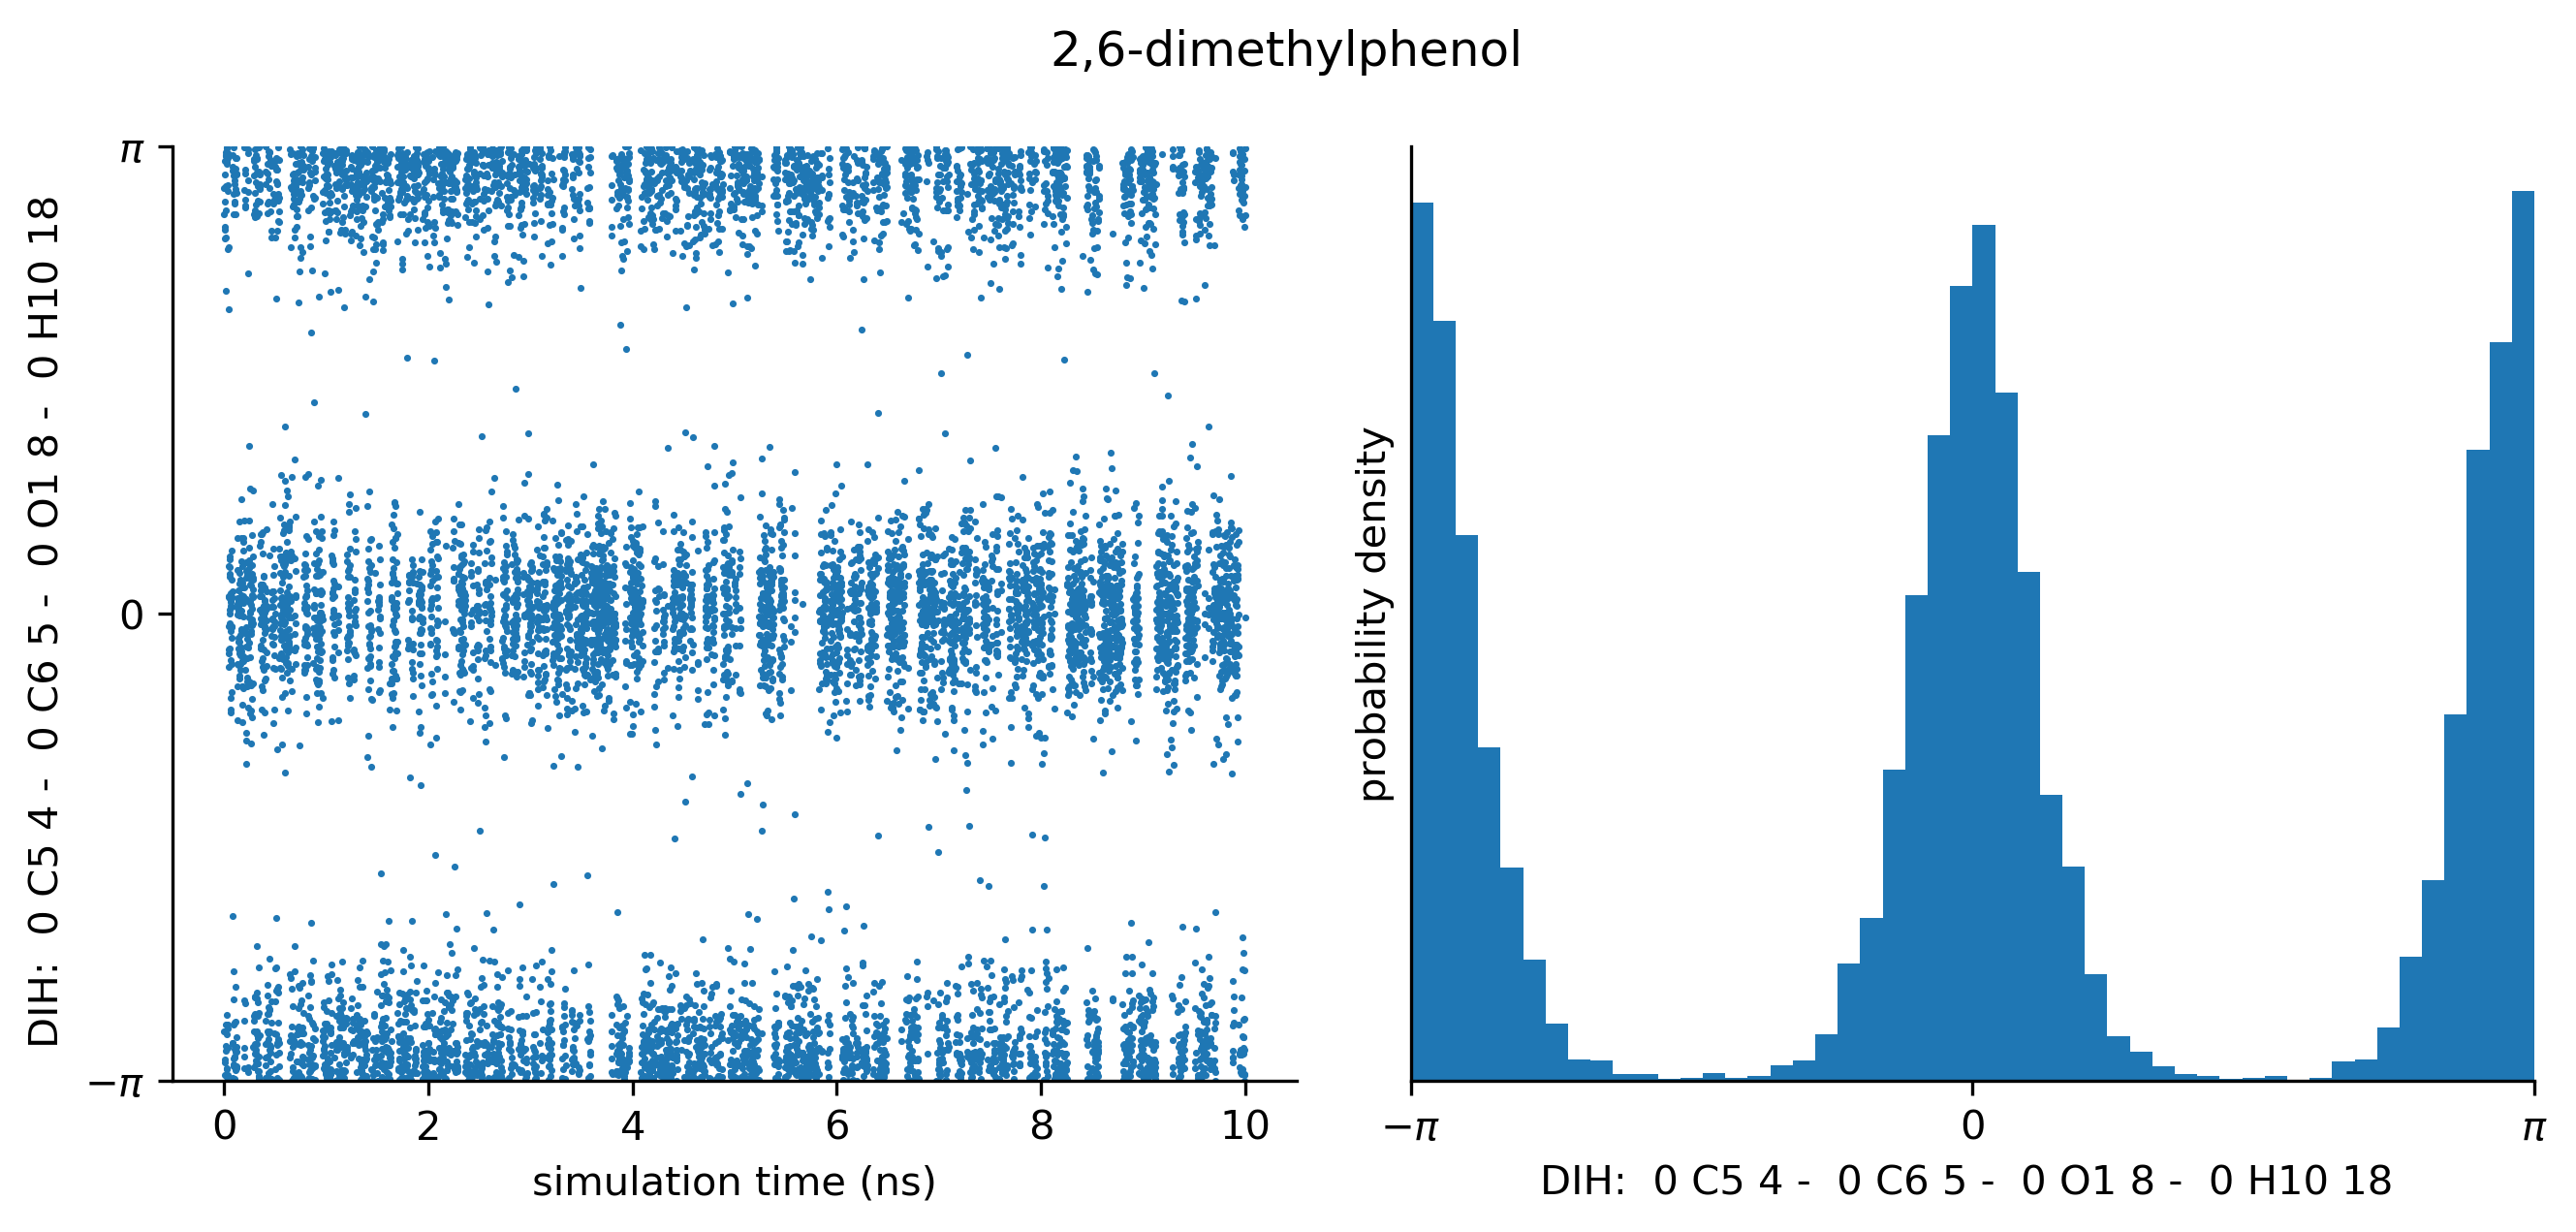 2,6-dimethylphenol
DIH:  0 C5 4 -  0 C6 5 -  0 O1 8 -  0 H10 18
π
0
−π
0 2 4 6 8 10
simulation time (ns)
probability density
−π 0 π
DIH:  0 C5 4 -  0 C6 5 -  0 O1 8 -  0 H10 18